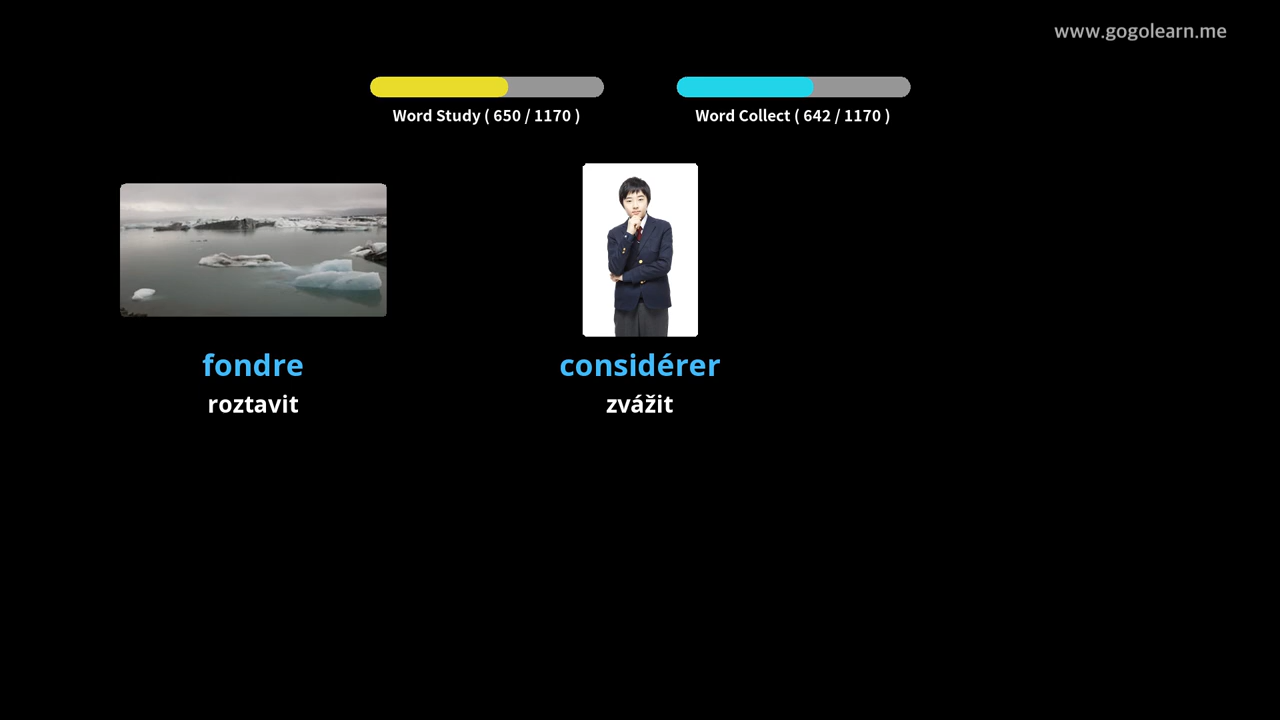 www.gogolearn.me
Word Study ( 650 / 1170 )
Word Collect ( 642 / 1170 )
fondre
roztavit
considérer
zvážit